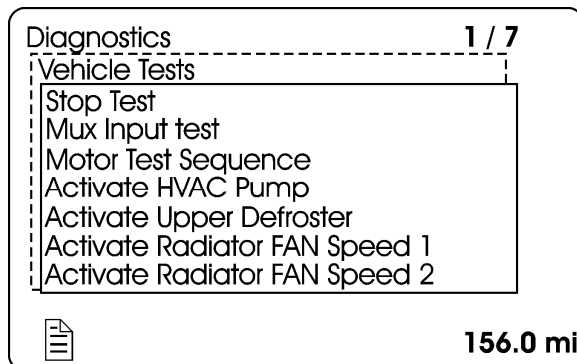 Diagnostics 1 / 7
Vehicle Tests
Stop Test
Mux Input test
Motor Test Sequence
Activate HVAC Pump
Activate Upper Defroster
Activate Radiator FAN Speed 1
Activate Radiator FAN Speed 2
156.0 mi